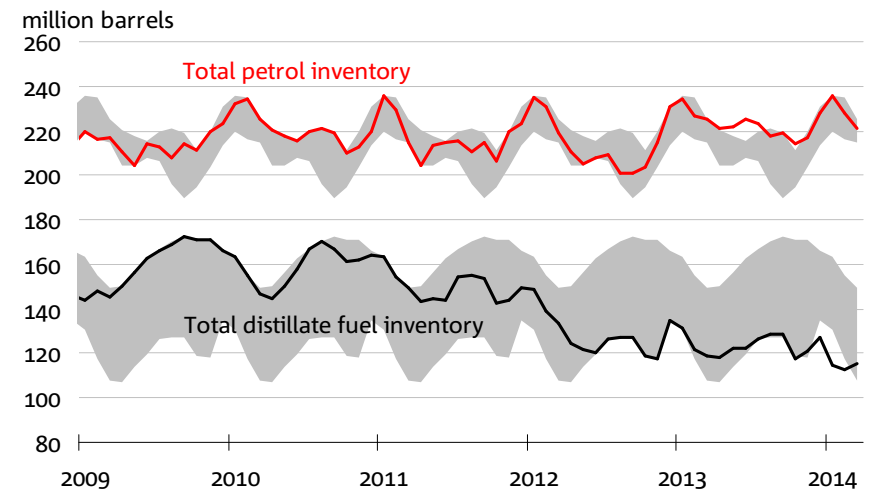 million barrels
260
Total petrol inventory
240
220
200
180
160
140
Total distillate fuel inventory
120
100
80
2009 2010 2011 2012 2013 2014